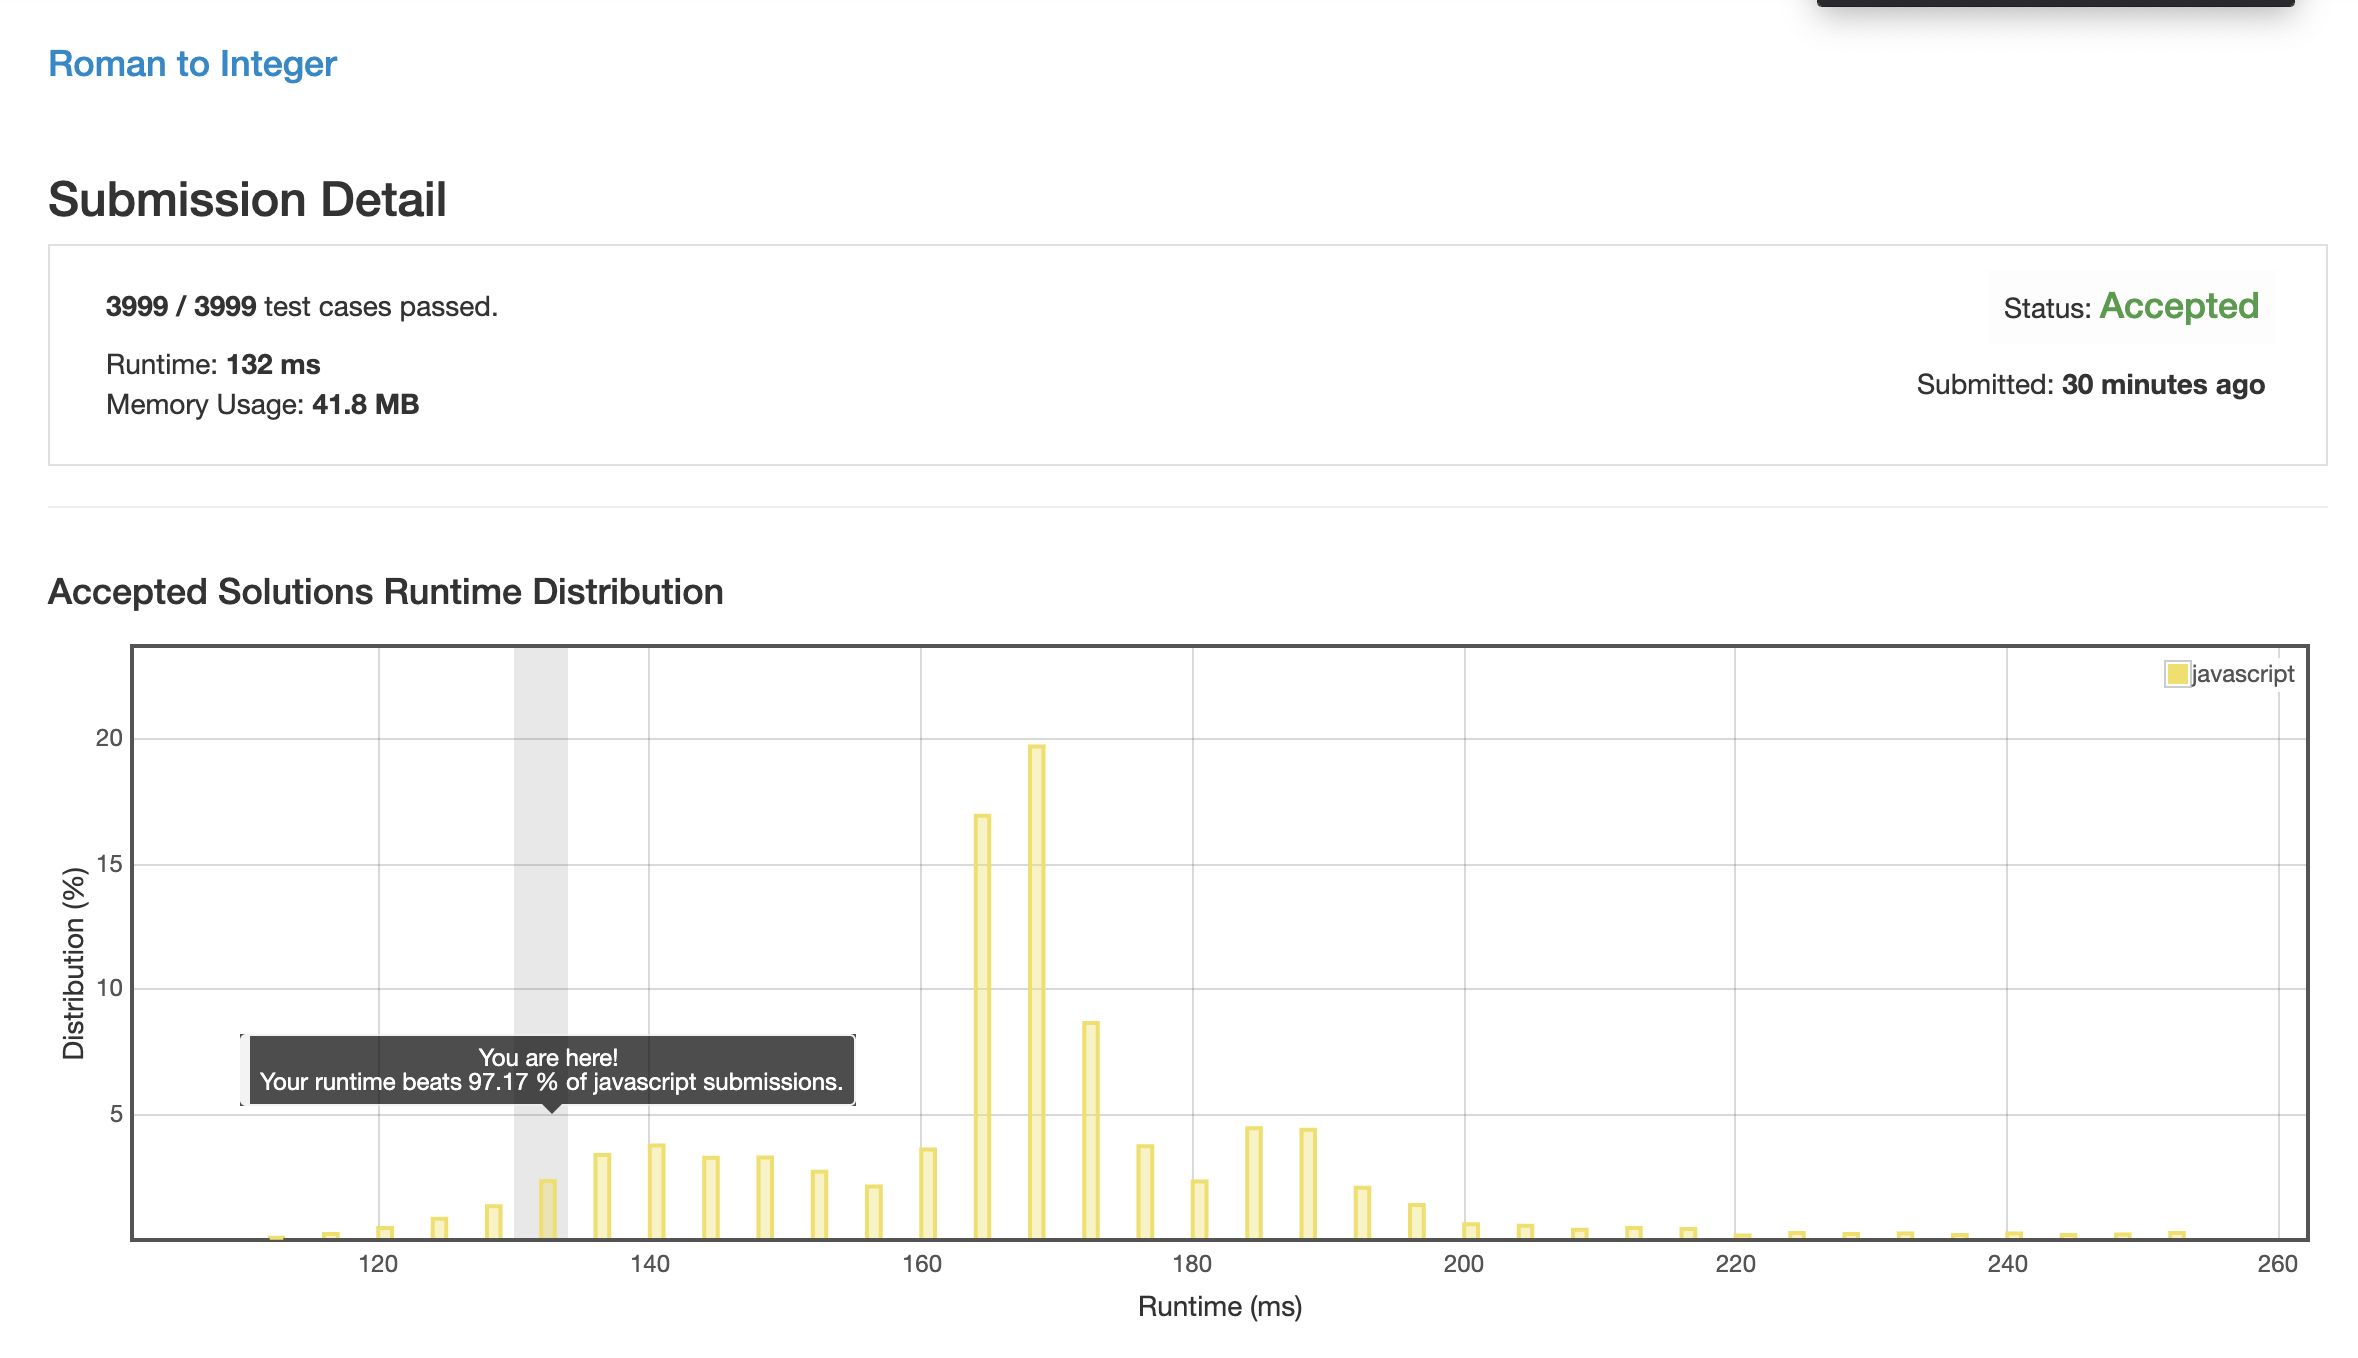 Roman to Integer
Submission Detail
3999 / 3999 test cases passed.
Status: Accepted
Runtime: 132 ms
Submitted: 30 minutes ago
Memory Usage: 41.8 MB
Accepted Solutions Runtime Distribution
javascript
20
15
10
5
Distribution (%)
You are here!
Your runtime beats 97.17 % of javascript submissions.
120 140 160 180 200 220 240 260
Runtime (ms)